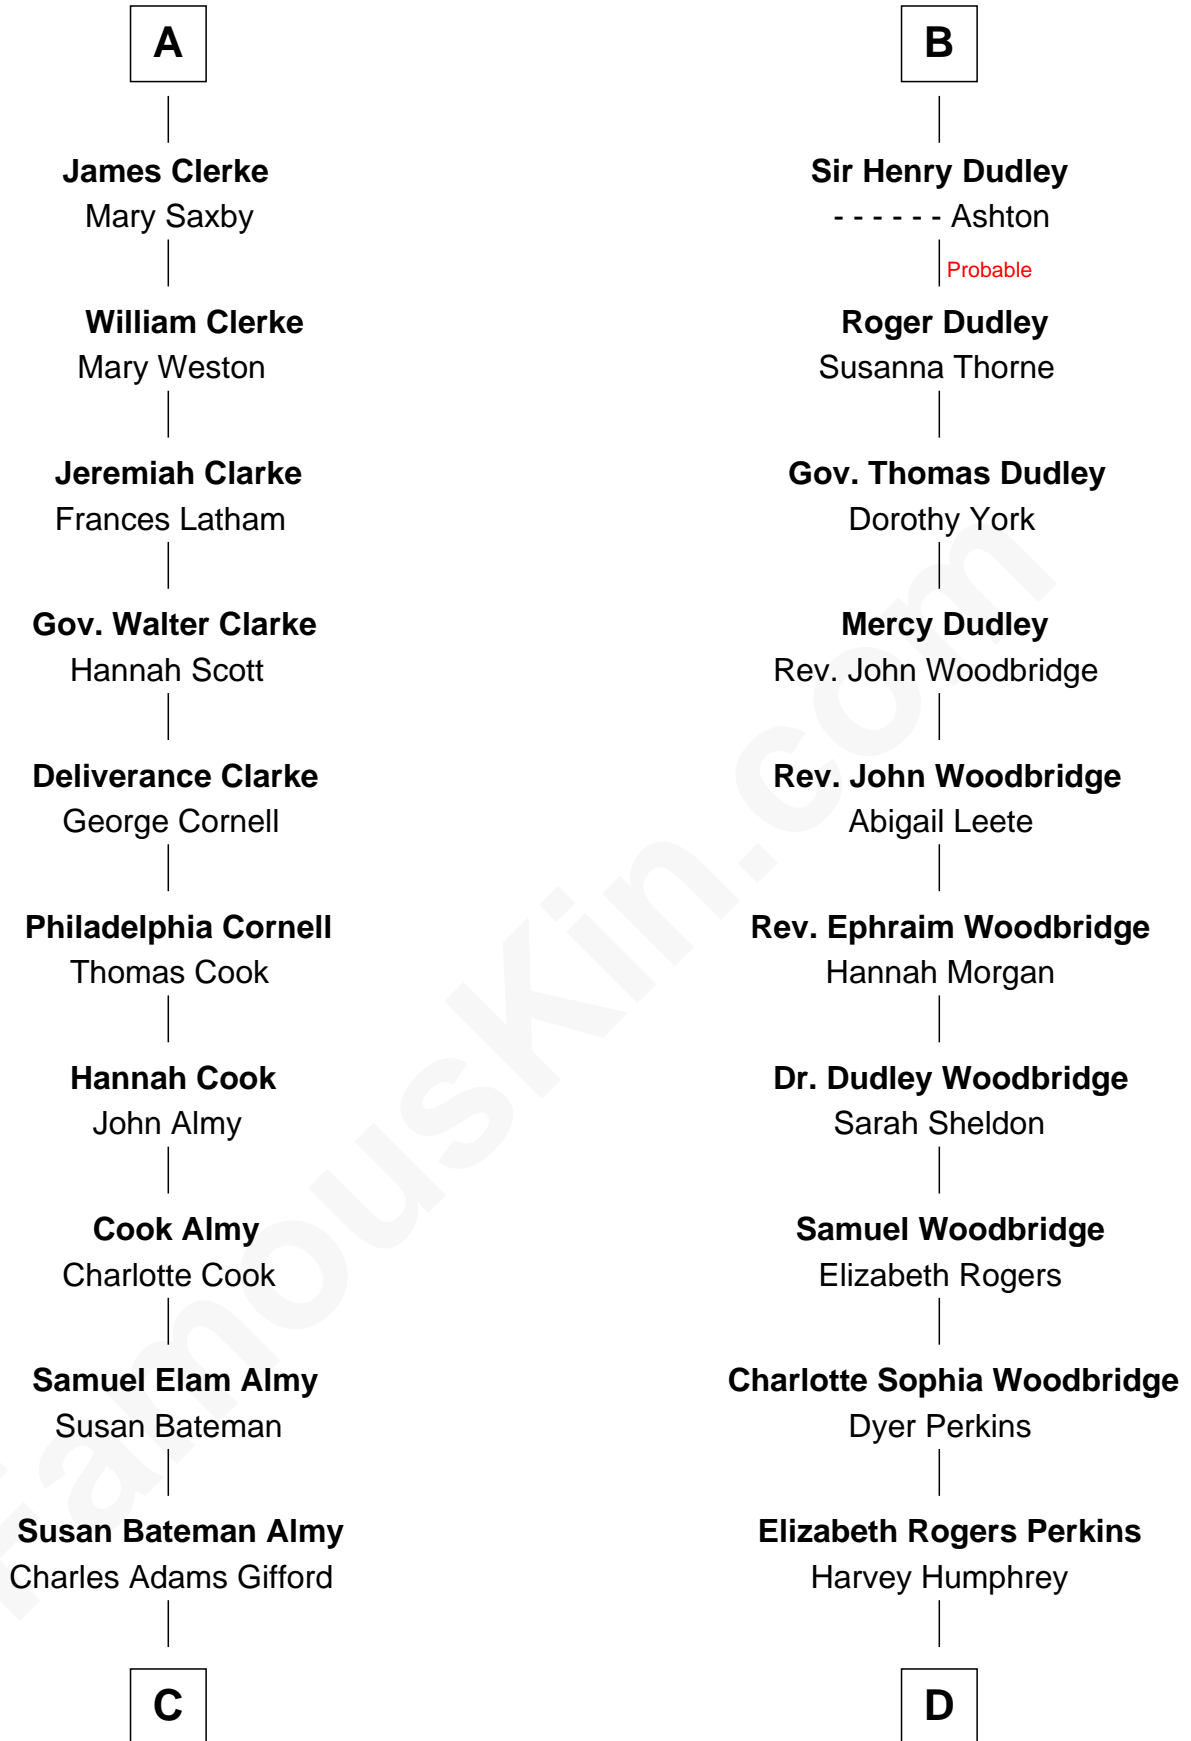 A
James Clerke
Mary Saxby
William Clerke
Mary Weston
Jeremiah Clarke
Frances Latham
Gov. Walter Clarke
Hannah Scott
Deliverance Clarke
George Cornell
Philadelphia Cornell
Thomas Cook
Hannah Cook
John Almy
Cook Almy
Charlotte Cook
Samuel Elam Almy
Susan Bateman
Susan Bateman Almy
Charles Adams Gifford
C
B
Sir Henry Dudley
- - - - - - Ashton
Probable
Roger Dudley
Susanna Thorne
Gov. Thomas Dudley
Dorothy York
Mercy Dudley
Rev. John Woodbridge
Rev. John Woodbridge
Abigail Leete
Rev. Ephraim Woodbridge
Hannah Morgan
Dr. Dudley Woodbridge
Sarah Sheldon
Samuel Woodbridge
Elizabeth Rogers
Charlotte Sophia Woodbridge
Dyer Perkins
Elizabeth Rogers Perkins
Harvey Humphrey
D
FamousKin.com